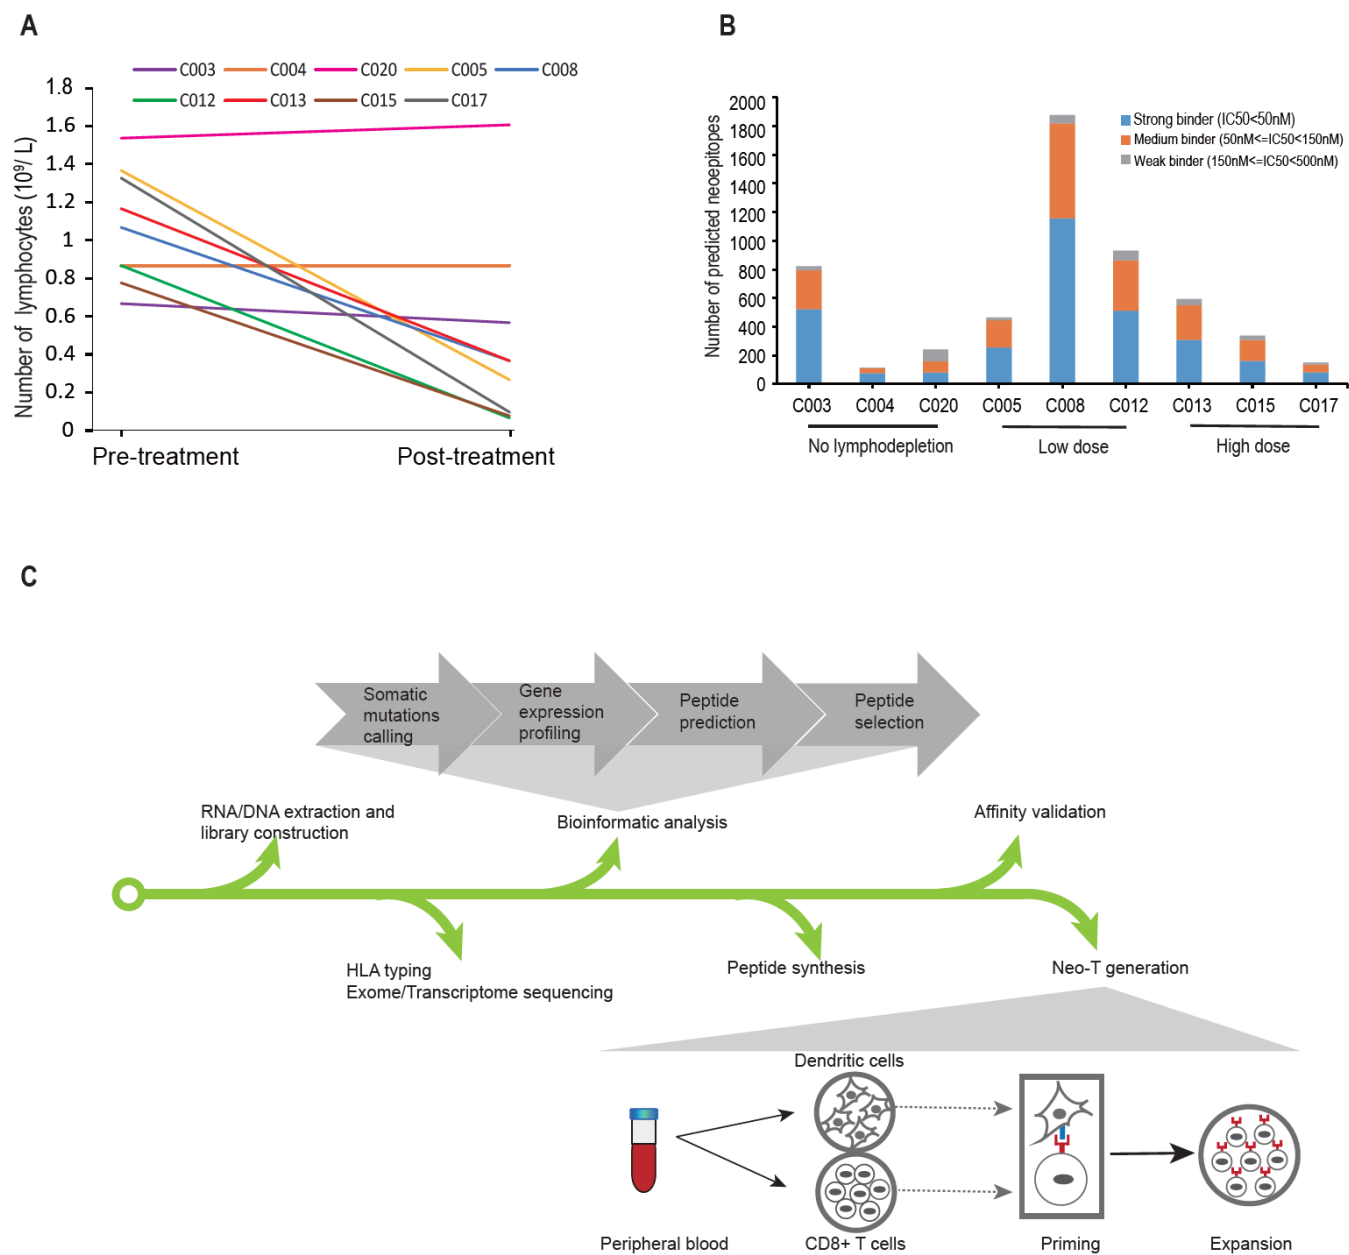 A
C003 C004 C020 C005 C008
C012 C013 C015 C017
Number of lymphocytes (10⁹/ L)
1.8
1.6
1.4
1.2
1
0.8
0.6
0.4
0.2
0
Pre-treatment Post-treatment
B
Number of predicted neoepitopes
2000
1800
1600
1400
1200
1000
800
600
400
200
0
Strong binder (IC50<50nM)
Medium binder (50nM<=IC50<150nM)
Weak binder (150nM<=IC50<500nM)
C003 C004 C020 C005 C008 C012 C013 C015 C017
No lymphodepletion Low dose High dose
C
Somatic
mutations
calling
Gene
expression
profiling
Peptide
prediction
Peptide
selection
RNA/DNA extraction and
library construction
Bioinformatic analysis
Affinity validation
HLA typing
Exome/Transcriptome sequencing
Peptide synthesis
Neo-T generation
Dendritic cells
Peripheral blood
CD8+ T cells
Priming
Expansion